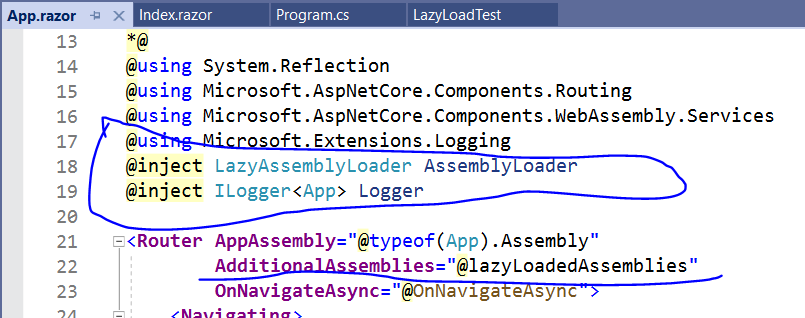 App.razor Index.razor Program.cs LazyLoadTest
13 *@
14 @using System.Reflection
15 @using Microsoft.AspNetCore.Components.Routing
16 @using Microsoft.AspNetCore.Components.WebAssembly.Services
17 @using Microsoft.Extensions.Logging
18 @inject LazyAssemblyLoader AssemblyLoader
19 @inject ILogger<App> Logger
20
21 <Router AppAssembly="@typeof(App).Assembly"
22 AdditionalAssemblies="@lazyLoadedAssemblies"
23 OnNavigateAsync="@OnNavigateAsync">
24 <Navigating>